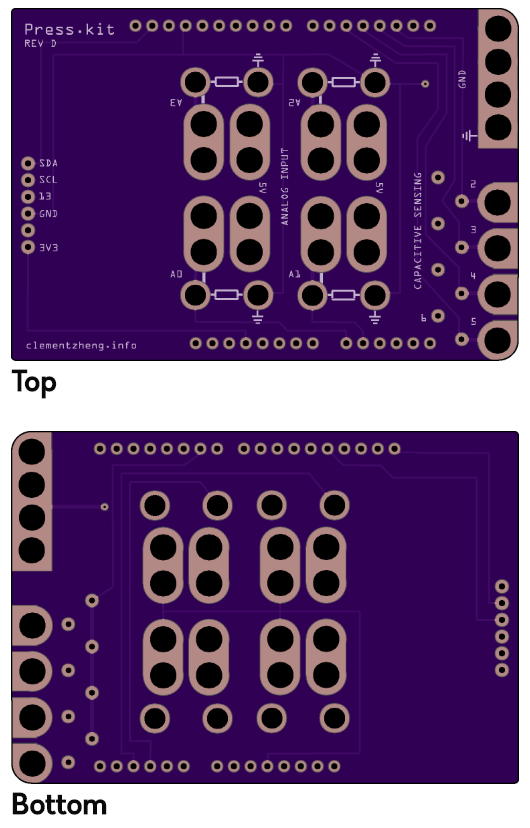 Press.kit
REV D
GND
A3
A2
SDA
SCL
13
GND
3V3
5V
ANALOG INPUT
5V
CAPACITIVE SENSING
2
3
4
5
6
A0
A1
clementzheng.info
Top
Bottom